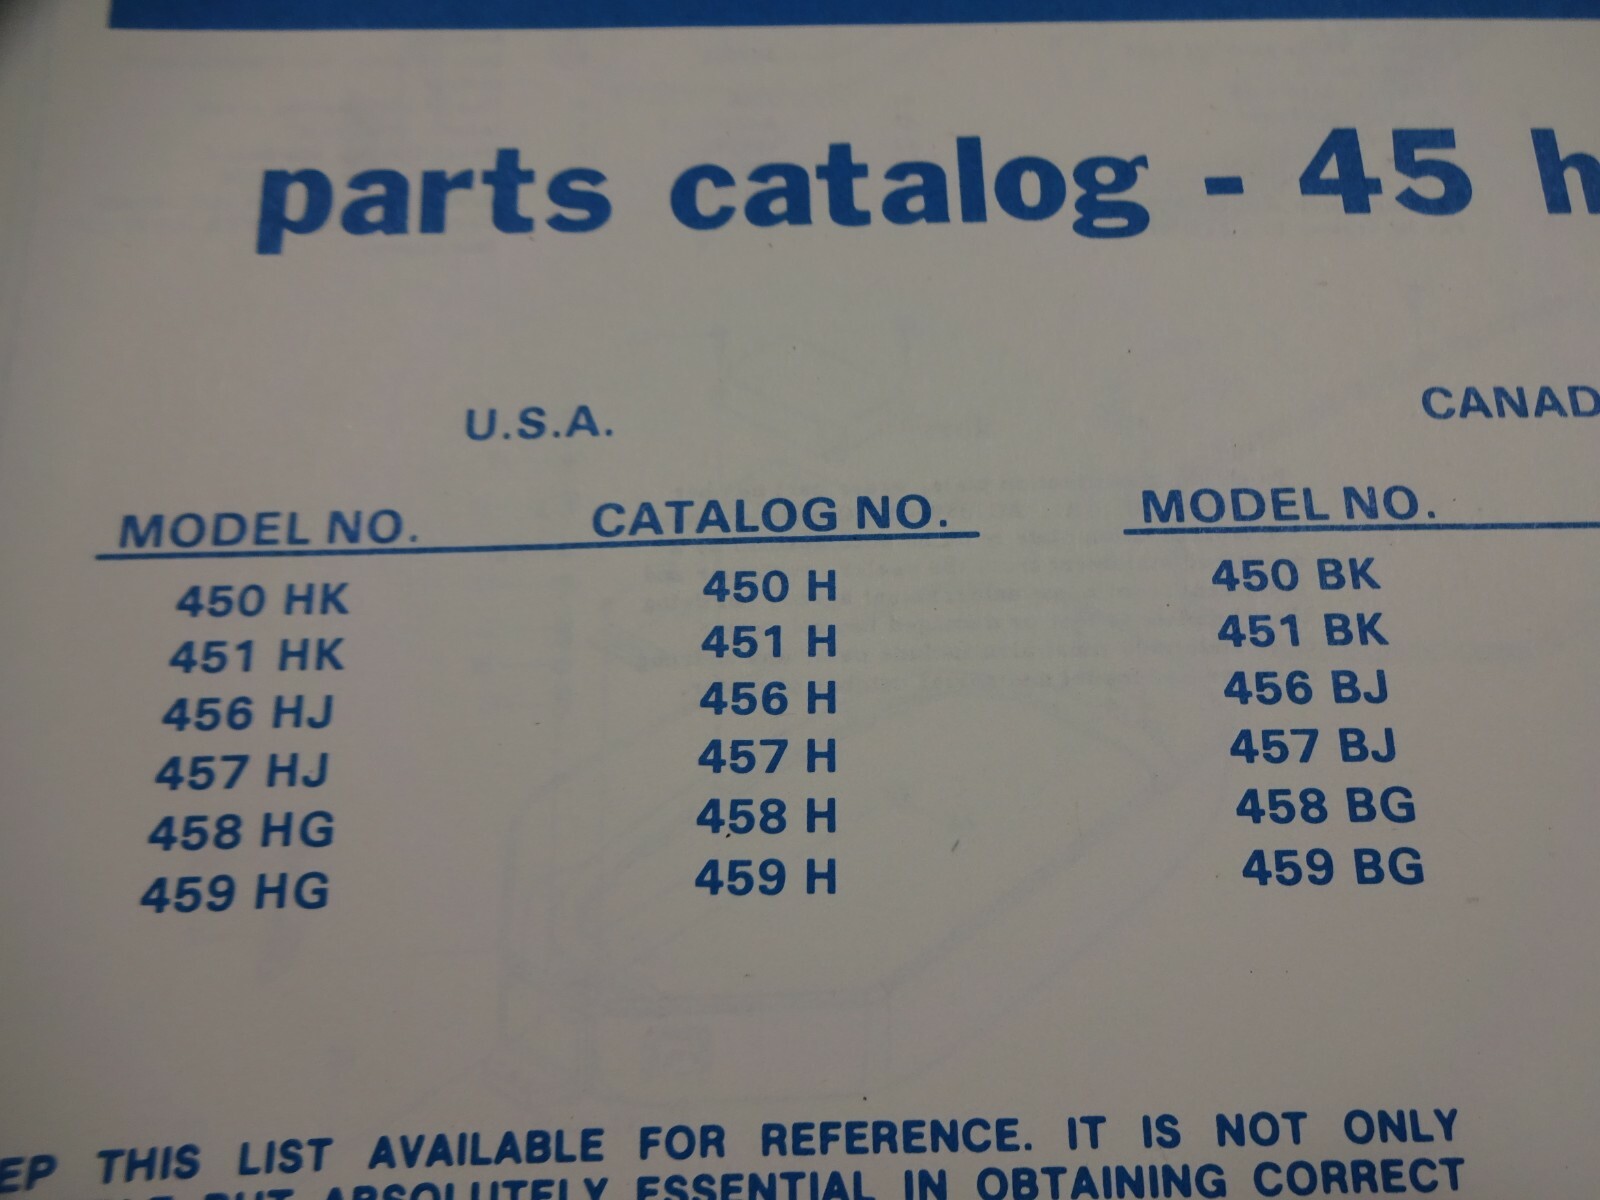 parts catalog - 45 h
U.S.A. CANAD
MODEL NO. CATALOG NO. MODEL NO.
450 HK 450 H 450 BK
451 HK 451 H 451 BK
456 HJ 456 H 456 BJ
457 HJ 457 H 457 BJ
458 HG 458 H 458 BG
459 HG 459 H 459 BG
EP THIS LIST AVAILABLE FOR REFERENCE. IT IS NOT ONLY
BUT ABSOLUTELY ESSENTIAL IN OBTAINING CORRECT